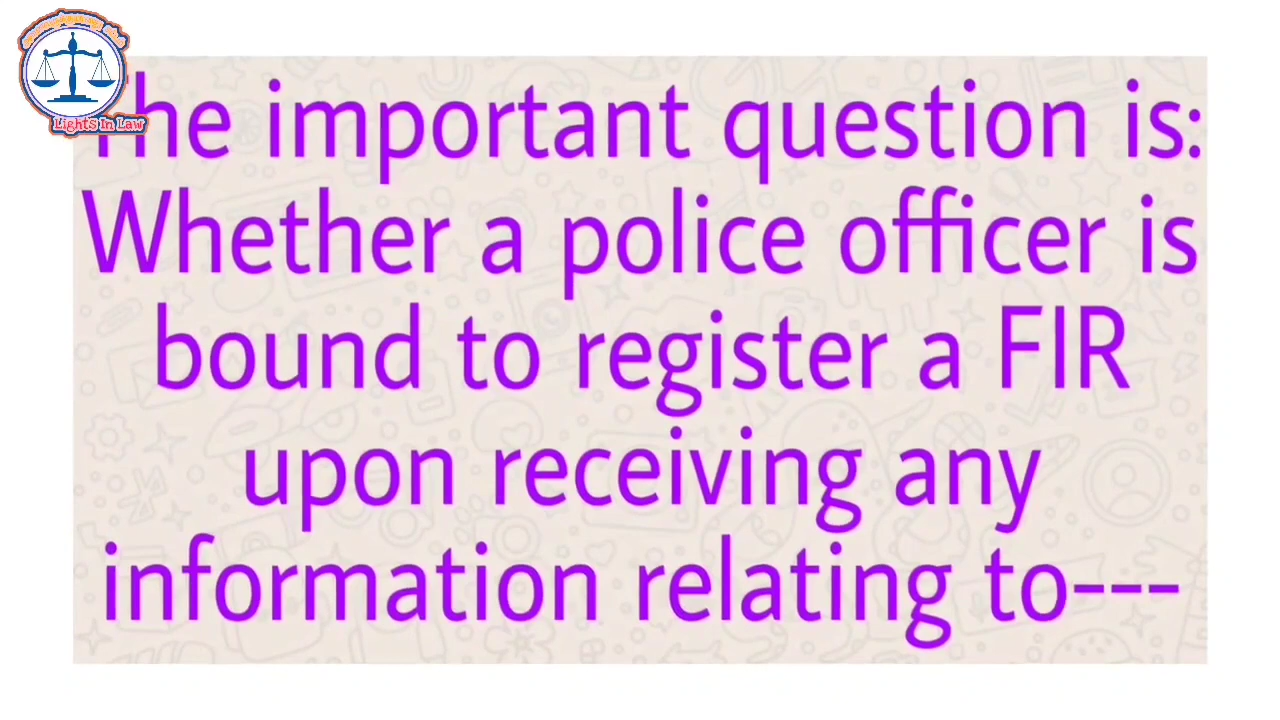 The important question is:
Whether a police officer is
bound to register a FIR
upon receiving any
information relating to---
Lights In Law